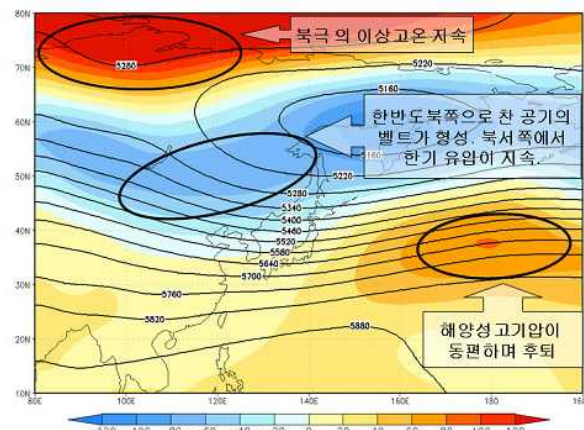 80N
북극 의 이상고온 지속
5280
5220
70N
5160
60N
한반도북쪽으로 찬 공기의
벨트가 형성. 북서쪽에서
한기 유입이 지속.
5160
50N
5220
5280
5340
5400
5460
40N
5520
5580
5640
5700
30N
5760
5820
해양성고기압이
동편하며 후퇴
20N
5880
10N
80E
100E
120E
140E
160E
180